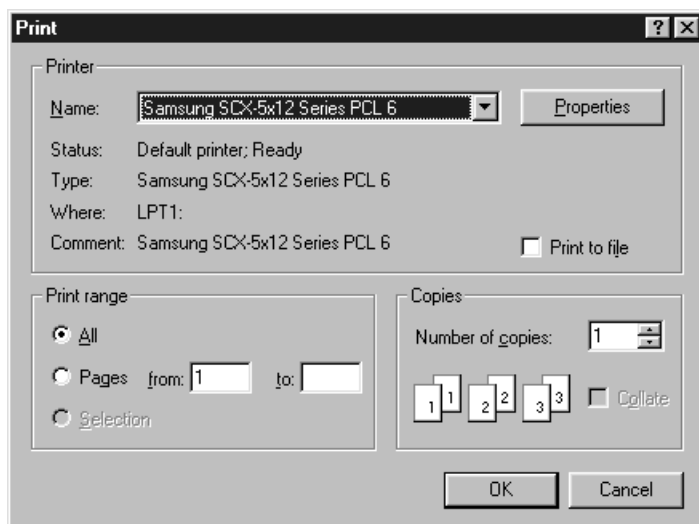 Print
Printer
Name: Samsung SCX-5x12 Series PCL 6 Properties
Status: Default printer; Ready
Type: Samsung SCX-5x12 Series PCL 6
Where: LPT1:
Comment: Samsung SCX-5x12 Series PCL 6 Print to file
Print range
All
Pages from: 1 to:
Selection
Copies
Number of copies: 1
1 1 2 2 3 3 Collate
OK Cancel